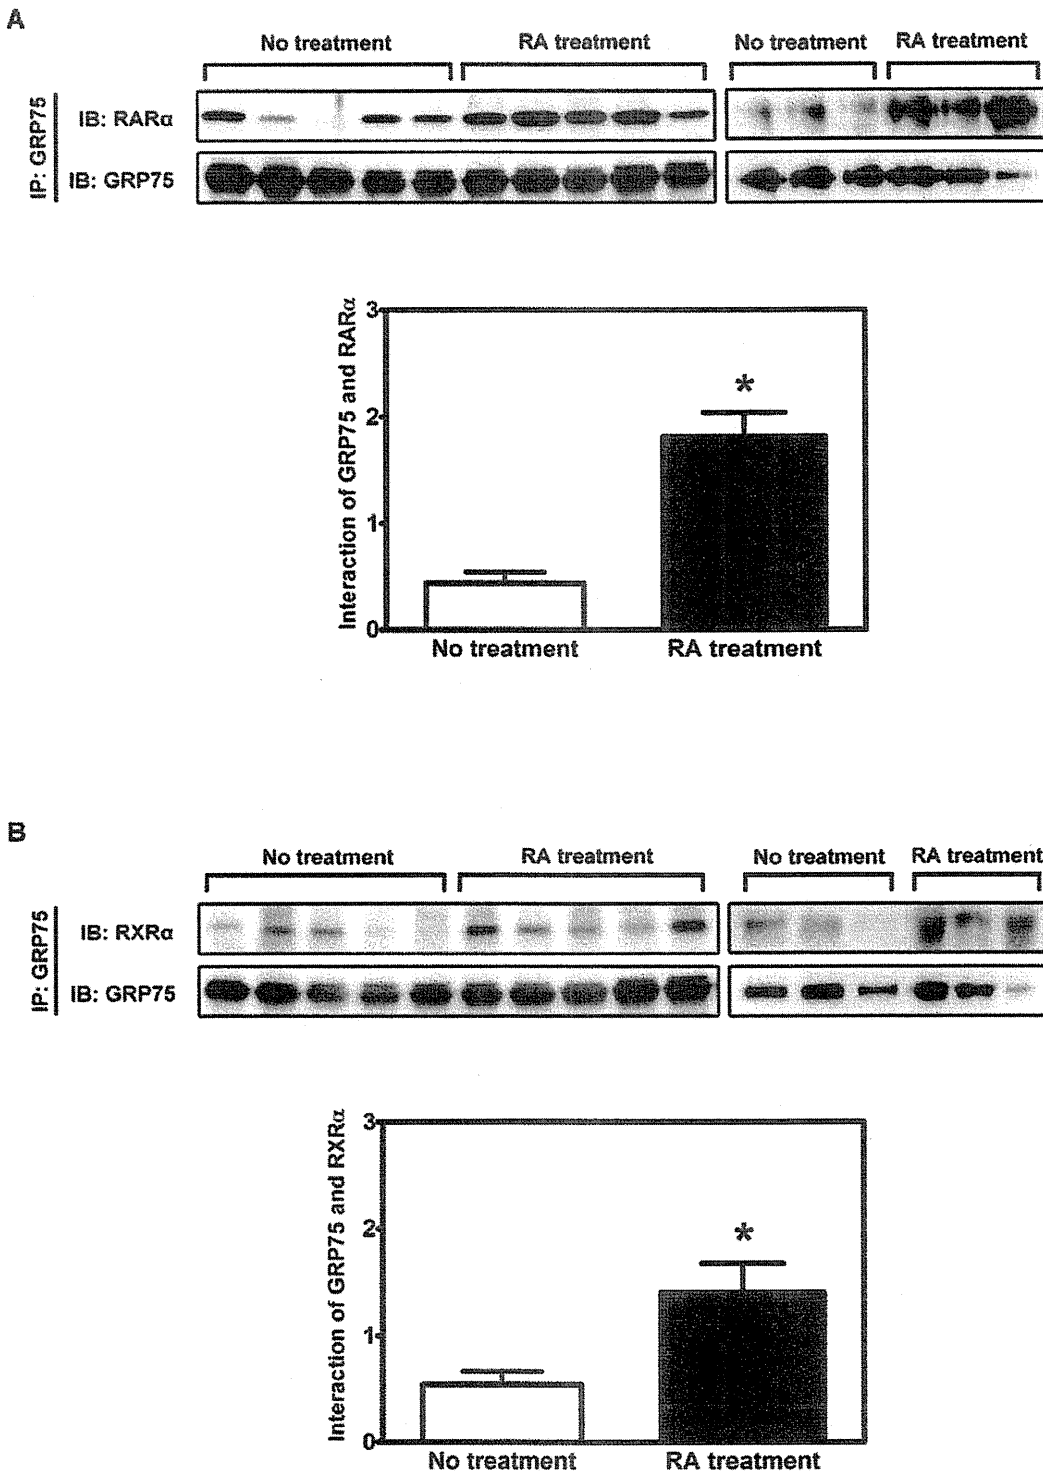 A
No treatment RA treatment No treatment RA treatment
IP: GRP75
IB: RARα
IB: GRP75
Interaction of GRP75 and RARα
3
2
1
0
*
No treatment RA treatment
B
No treatment RA treatment No treatment RA treatment
IP: GRP75
IB: RXRα
IB: GRP75
Interaction of GRP75 and RXRα
3
2
1
0
*
No treatment RA treatment